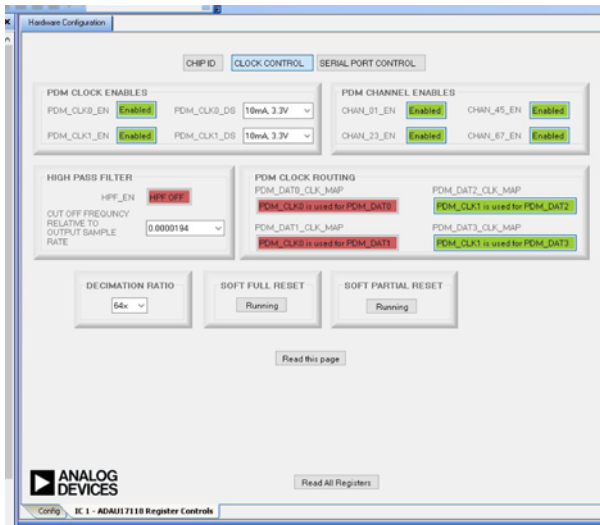 Hardware Configuration
CHIP ID CLOCK CONTROL SERIAL PORT CONTROL
PDM CLOCK ENABLES
PDM_CLK0_EN Enabled PDM_CLK0_DS 10mA, 3.3V
PDM_CLK1_EN Enabled PDM_CLK1_DS 10mA, 3.3V
PDM CHANNEL ENABLES
CHAN_01_EN Enabled CHAN_45_EN Enabled
CHAN_23_EN Enabled CHAN_67_EN Enabled
HIGH PASS FILTER
HPF_EN HPF OFF
CUT OFF FREQUNCY
RELATIVE TO
OUTPUT SAMPLE
RATE
0.0000194
PDM CLOCK ROUTING
PDM_DAT0_CLK_MAP PDM_DAT2_CLK_MAP
PDM_CLK0 is used for PDM_DAT0 PDM_CLK1 is used for PDM_DAT2
PDM_DAT1_CLK_MAP PDM_DAT3_CLK_MAP
PDM_CLK0 is used for PDM_DAT1 PDM_CLK1 is used for PDM_DAT3
DECIMATION RATIO
64x
SOFT FULL RESET
Running
SOFT PARTIAL RESET
Running
Read this page
ANALOG
DEVICES
Read All Registers
Config IC 1 - ADAU17118 Register Controls